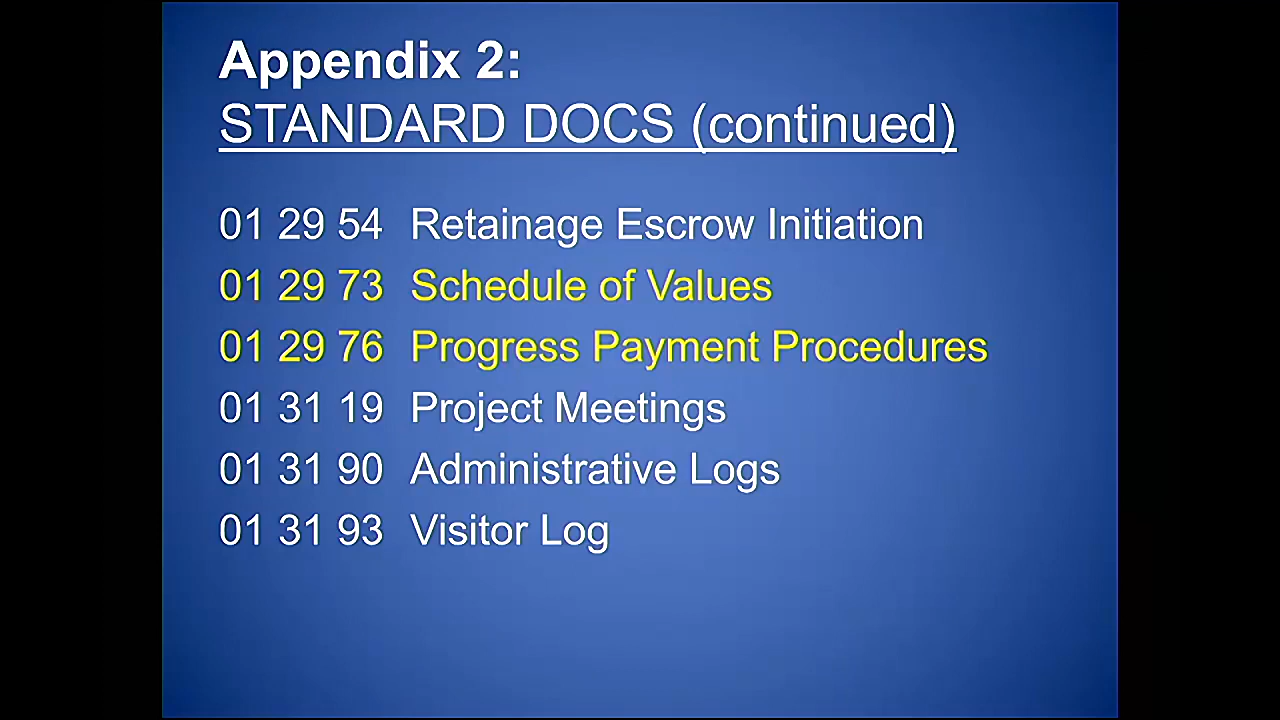 Appendix 2:
STANDARD DOCS (continued)
01 29 54 Retainage Escrow Initiation
01 29 73 Schedule of Values
01 29 76 Progress Payment Procedures
01 31 19 Project Meetings
01 31 90 Administrative Logs
01 31 93 Visitor Log